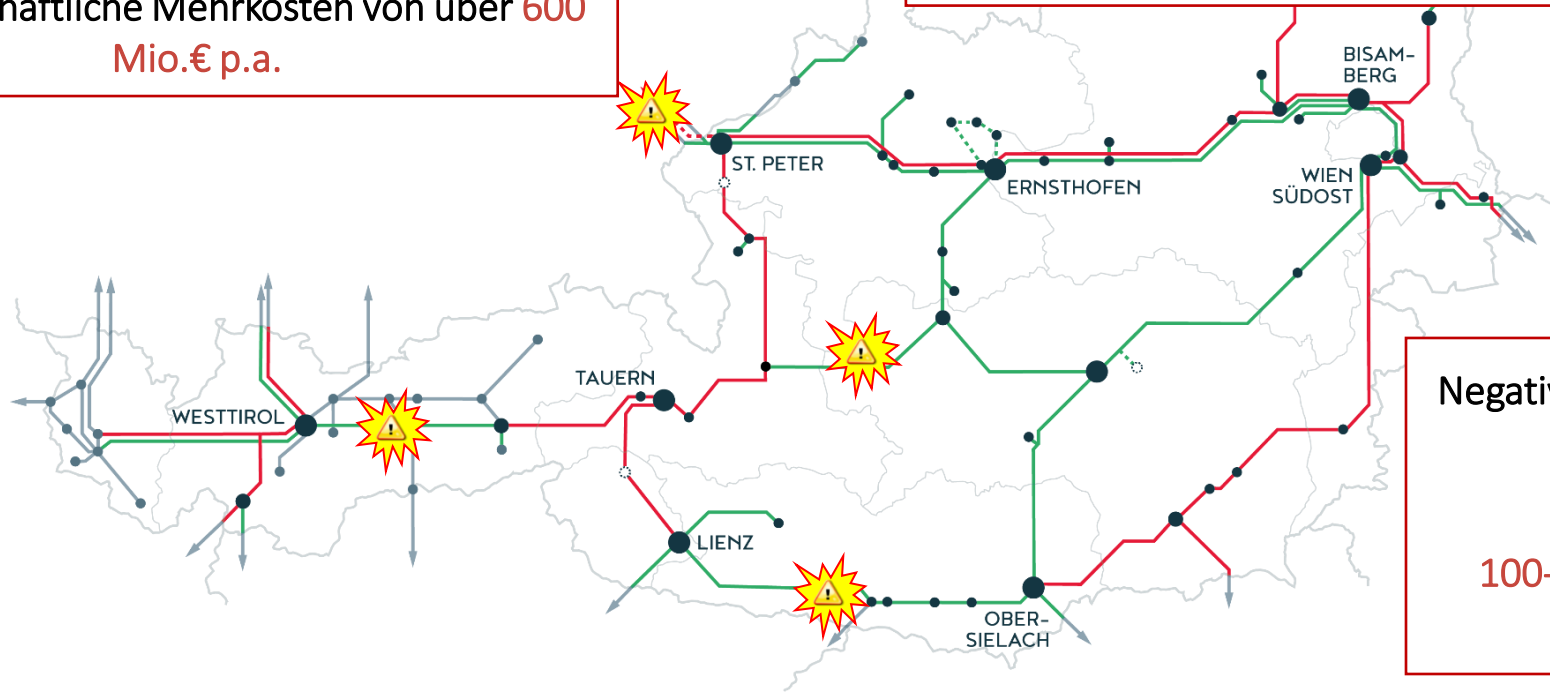 haftliche Mehrkosten von über 600
Mio.€ p.a.
BISAM-
BERG
ST. PETER
ERNSTHOFEN
WIEN
SÜDOST
TAUERN
WESTTIROL
Negativ
LIENZ
100-
OBER-
SIELACH